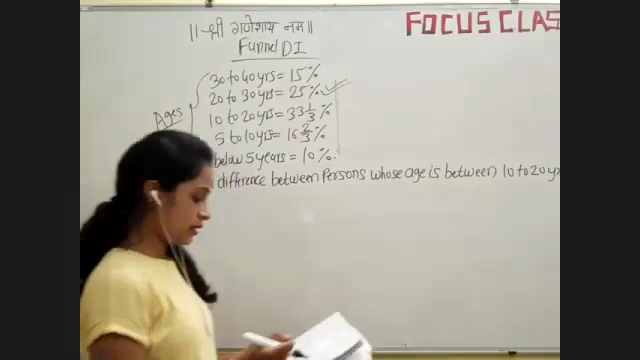 ॥ श्री गणेशाय नम ॥
FOCUS CLAS
Funnel DI
30 to 40 yrs = 15%
20 to 30 yrs = 25%
Ages
10 to 20 yrs = 33 1/3 %
5 to 10 yrs = 16 2/3 %
below 5 years = 10%.
difference between Persons whose age is between 10 to 20 y